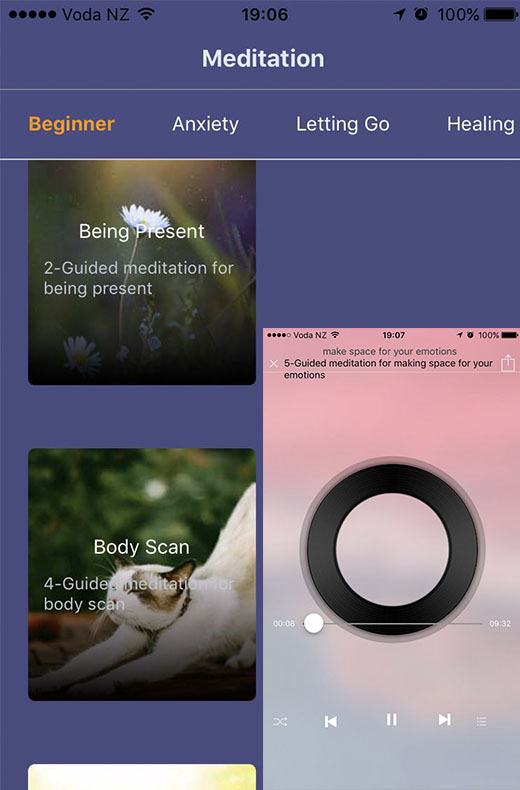 Voda NZ 19:06 100%
Meditation
Beginner Anxiety Letting Go Healing
Being Present
2-Guided meditation for
being present
Body Scan
4-Guided meditation for
body scan
Voda NZ 19:07 100%
make space for your emotions
5-Guided meditation for making space for your
emotions
00:08 09:32